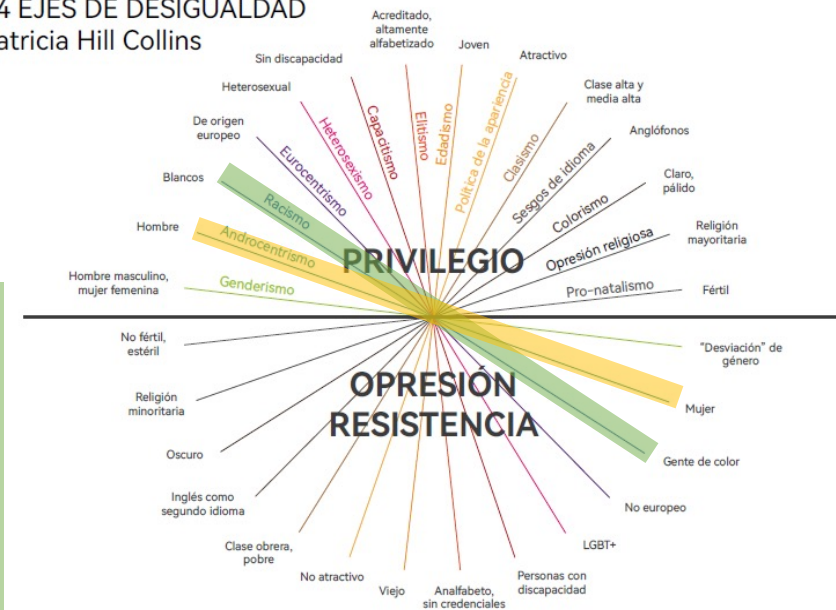 4 EJES DE DESIGUALDAD
atricia Hill Collins
Acreditado,
altamente
alfabetizado
Joven
Atractivo
Sin discapacidad
Heterosexual
Clase alta y
media alta
De origen
europeo
Anglófonos
Blancos
Claro,
pálido
Hombre
Religión
mayoritaria
Hombre masculino,
mujer femenina
Fértil
Genderismo
Androcentrismo
Racismo
Eurocentrismo
Heterosexismo
Capacitismo
Elitismo
Edadismo
Política de la apariencia
Clasismo
Sesgos de idioma
Colorismo
Opresión religiosa
Pro-natalismo
PRIVILEGIO
OPRESIÓN
RESISTENCIA
No fértil,
estéril
"Desviación" de
género
Religión
minoritaria
Mujer
Oscuro
Gente de color
Inglés como
segundo idioma
No europeo
Clase obrera,
pobre
LGBT+
No atractivo
Viejo
Analfabeto,
sin credenciales
Personas con
discapacidad